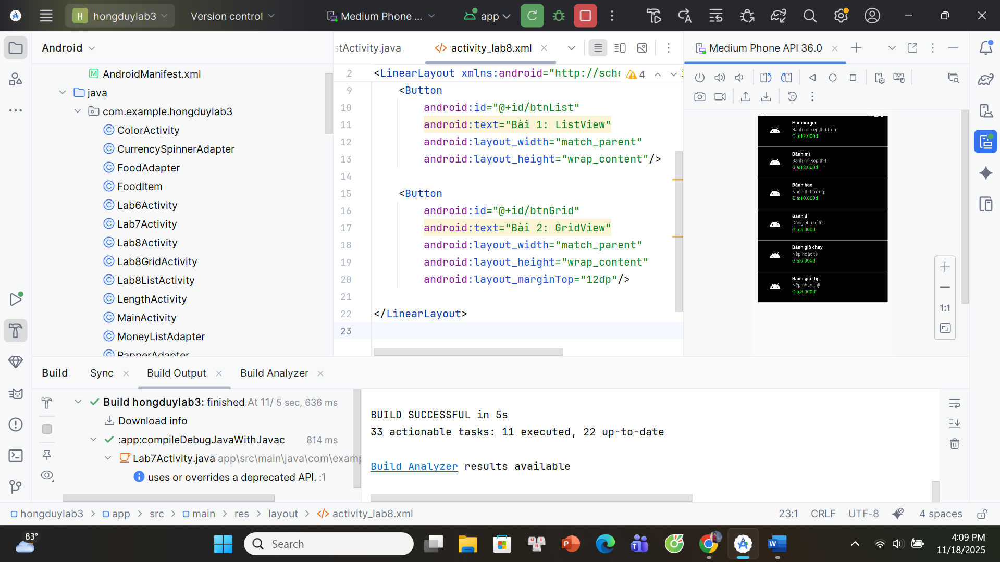 H hongduylab3
Version control
Medium Phone ...
app
Android
AndroidManifest.xml
java
com.example.hongduylab3
ColorActivity
CurrencySpinnerAdapter
FoodAdapter
FoodItem
Lab6Activity
Lab7Activity
Lab8Activity
Lab8GridActivity
Lab8ListActivity
LengthActivity
MainActivity
MoneyListAdapter
RapperAdapter
stActivity.java
activity_lab8.xml
2 <LinearLayout xmlns:android="http://sche
4
9 <Button
10 android:id="@+id/btnList"
11 android:text="Bài 1: ListView"
12 android:layout_width="match_parent"
13 android:layout_height="wrap_content"/>
14
15 <Button
16 android:id="@+id/btnGrid"
17 android:text="Bài 2: GridView"
18 android:layout_width="match_parent"
19 android:layout_height="wrap_content"
20 android:layout_marginTop="12dp"/>
21
22 </LinearLayout>
23
Medium Phone API 36.0
Hamburger
Bánh mì kẹp thịt tròn
Giá:12.000đ
Bánh mì
Bánh mì kẹp thịt
Giá:12.000đ
Bánh bao
Nhân thịt trứng
Giá:10.000đ
Bánh ú
Dùng cho tế lễ
Giá:5.000đ
Bánh giò chay
Nếp hoặc tẻ
Giá:6.000đ
Bánh giò thịt
Nếp nhân thịt
Giá:8.000đ
1:1
Build
Sync
Build Output
Build Analyzer
Build hongduylab3: finished At 11/ 5 sec, 636 ms
Download info
:app:compileDebugJavaWithJavac 814 ms
Lab7Activity.java app\src\main\java\com\examp
uses or overrides a deprecated API. :1
BUILD SUCCESSFUL in 5s
33 actionable tasks: 11 executed, 22 up-to-date
Build Analyzer results available
hongduylab3 > app > src > main > res > layout > activity_lab8.xml
23:1
CRLF
UTF-8
4 spaces
83°
Search
4:09 PM
11/18/2025